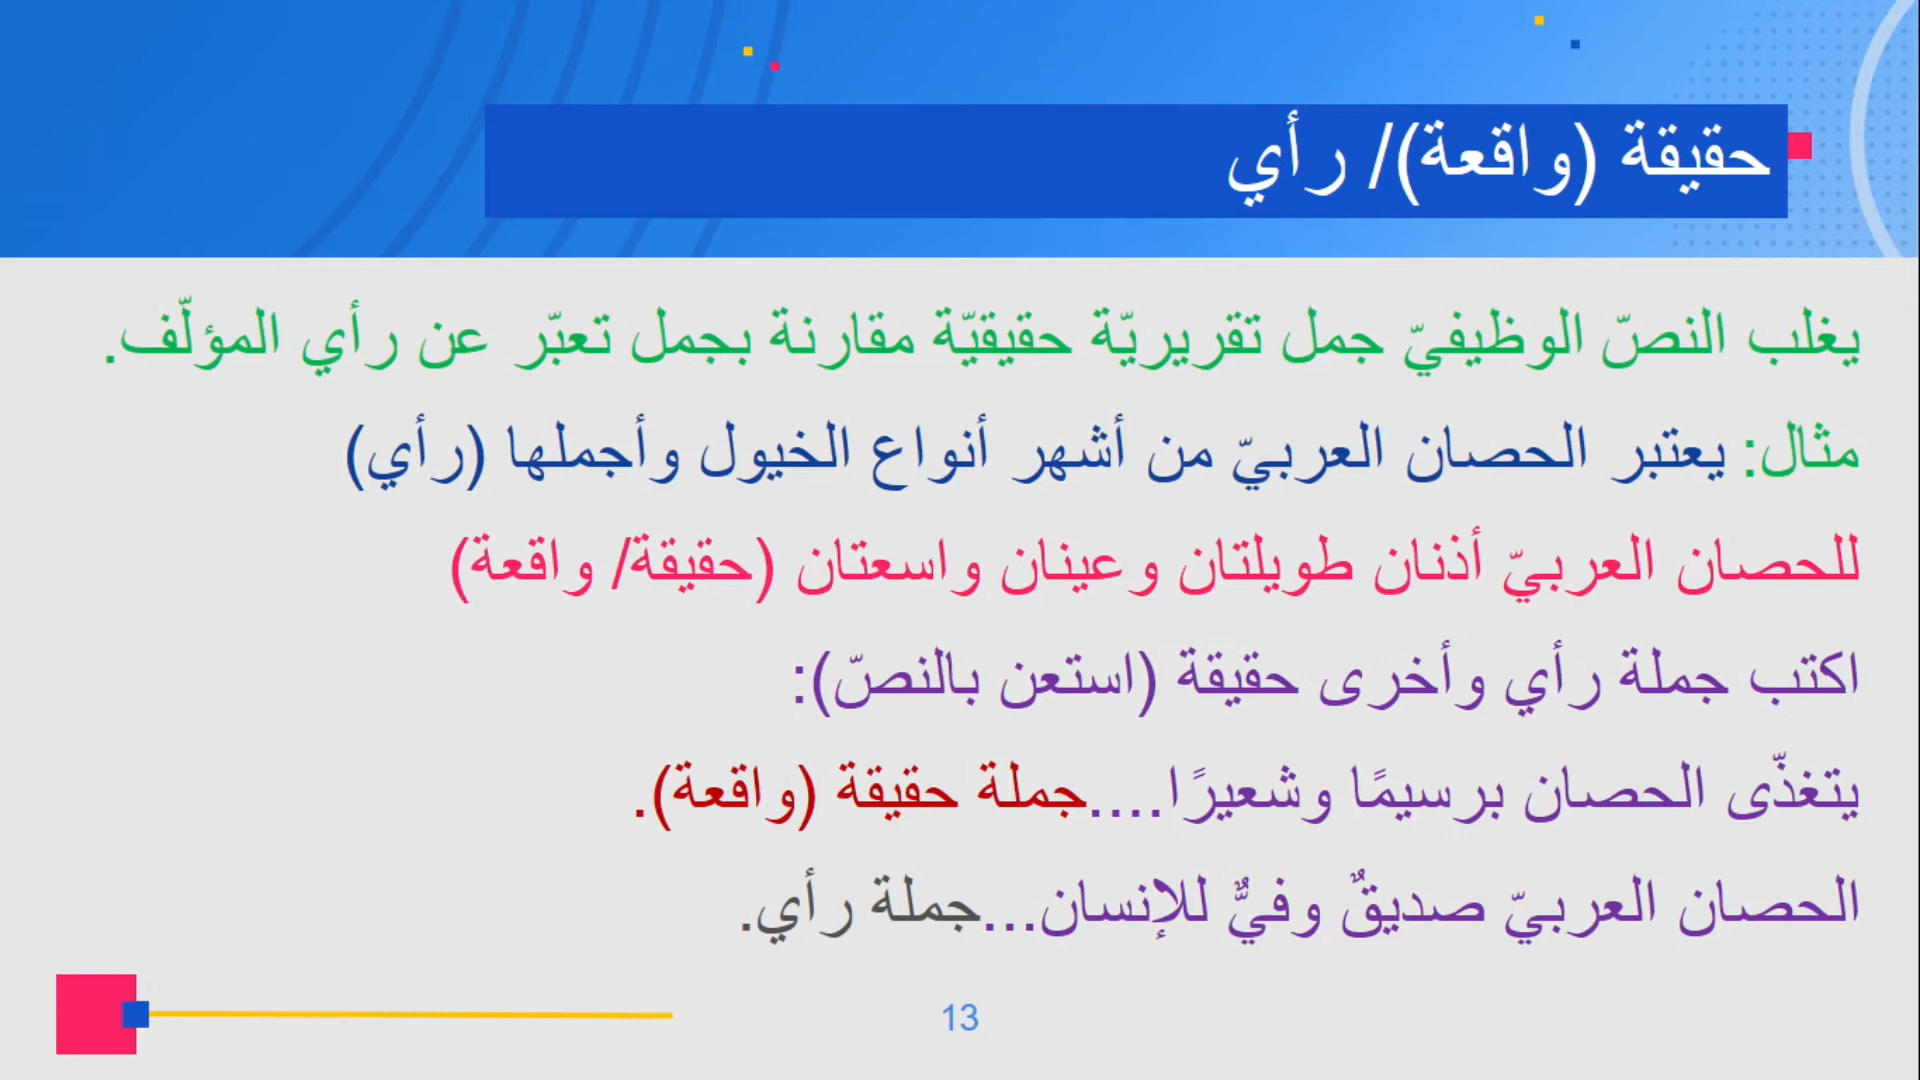 حقيقة (واقعة)/ رأي
يغلب النصّ الوظيفيّ جمل تقريريّة حقيقيّة مقارنة بجمل تعبّر عن رأي المؤلّف.
مثال: يعتبر الحصان العربيّ من أشهر أنواع الخيول وأجملها (رأي)
للحصان العربيّ أذنان طويلتان وعينان واسعتان (حقيقة/ واقعة)
اكتب جملة رأي وأخرى حقيقة (استعن بالنصّ):
يتغذّى الحصان برسيمًا وشعيرًا....جملة حقيقة (واقعة).
الحصان العربيّ صديقٌ وفيٌّ للإنسان...جملة رأي.
13